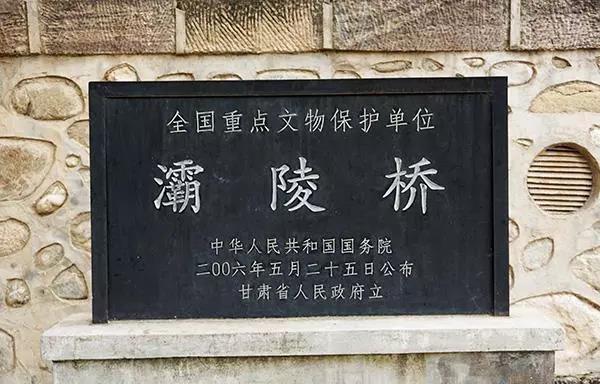 全国重点文物保护单位
灞陵桥
中华人民共和国国务院
二〇〇六年五月二十五日公布
甘肃省人民政府立